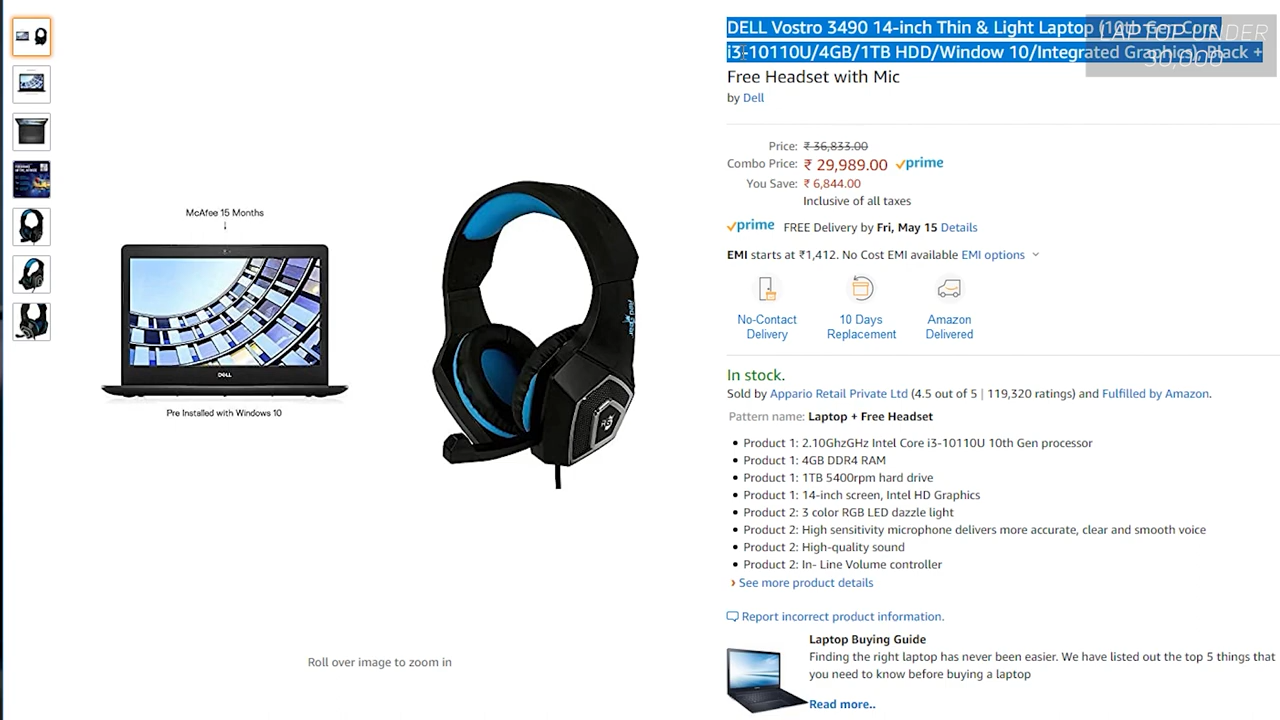 DELL Vostro 3490 14-inch Thin & Light Laptop (10th Gen Core
i3-10110U/4GB/1TB HDD/Window 10/Integrated Graphics), Black +
LAPTOP UNDER
30,000
Free Headset with Mic
by Dell
Price: ₹ 36,833.00
Combo Price: ₹ 29,989.00 prime
You Save: ₹ 6,844.00
Inclusive of all taxes
prime FREE Delivery by Fri, May 15 Details
EMI starts at ₹1,412. No Cost EMI available EMI options
No-Contact Delivery
10 Days Replacement
Amazon Delivered
In stock.
Sold by Appario Retail Private Ltd (4.5 out of 5 | 119,320 ratings) and Fulfilled by Amazon.
Pattern name: Laptop + Free Headset
• Product 1: 2.10GhzGHz Intel Core i3-10110U 10th Gen processor
• Product 1: 4GB DDR4 RAM
• Product 1: 1TB 5400rpm hard drive
• Product 1: 14-inch screen, Intel HD Graphics
• Product 2: 3 color RGB LED dazzle light
• Product 2: High sensitivity microphone delivers more accurate, clear and smooth voice
• Product 2: High-quality sound
• Product 2: In- Line Volume controller
› See more product details
Report incorrect product information.
Laptop Buying Guide
Finding the right laptop has never been easier. We have listed out the top 5 things that
you need to know before buying a laptop
Read more..
McAfee 15 Months
DELL
Pre Installed with Windows 10
Roll over image to zoom in